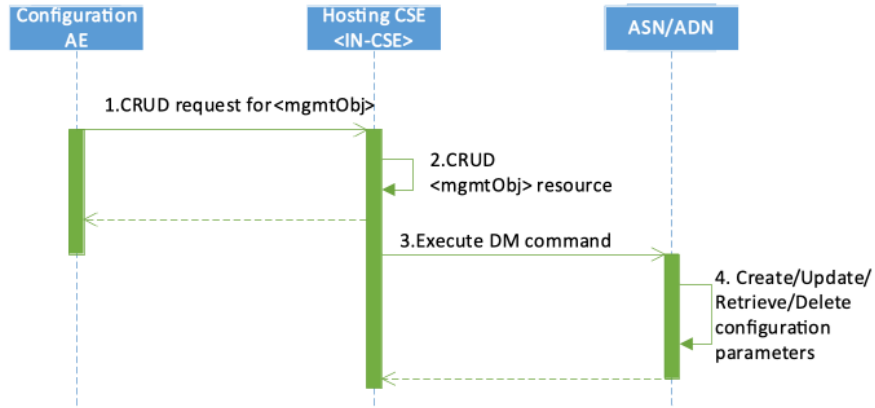 Configuration
AE
Hosting CSE
<IN-CSE>
ASN/ADN
1.CRUD request for<mgmtObj>
2.CRUD
<mgmtObj> resource
3.Execute DM command
4. Create/Update/
Retrieve/Delete
configuration
parameters